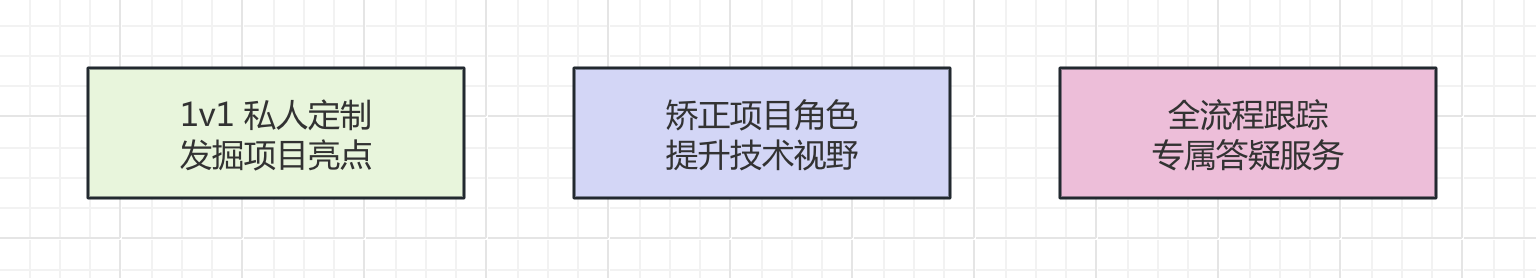 1v1 私人定制
发掘项目亮点
矫正项目角色
提升技术视野
全流程跟踪
专属答疑服务